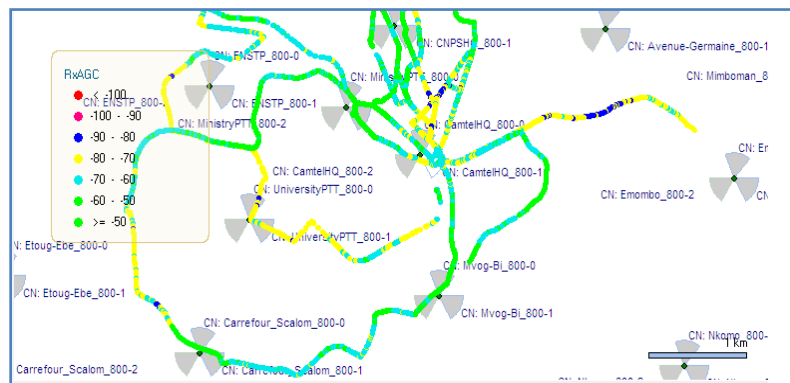 CN: ENSTP_800-0
CN: CNPSHQ_800-1
CN: Avenue-Germaine_800-1
RxAGC
< -100
-100 - -90
-90 - -80
-80 - -70
-70 - -60
-60 - -50
>= -50
Mimboman_8
CN: ENSTP_800-1
CN: MinistryPTT_800-2
CN: CamtelHQ_800-0
CN: CamtelHQ_800-2
CN: CamtelHQ_800-1
CN: UniversityPTT_800-0
CN: Emombo_800-2
CN: UniversityPTT_800-1
N: Etoug-Ebe_800-0
CN: Mvog-Bi_800-0
CN: Etoug-Ebe_800-1
CN: Mvog-Bi_800-1
CN: Carrefour_Scalom_800-0
CN: Nkomo_800-
1 km
Carrefour_Scalom_800-2
CN: Carrefour_Scalom_800-1